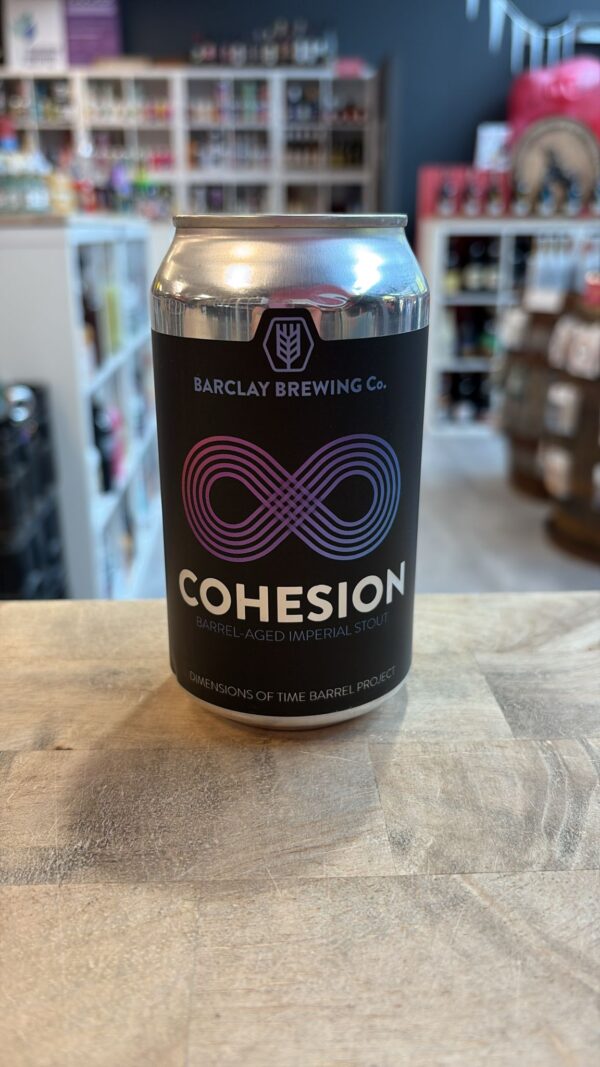 BARCLAY BREWING Co.
COHESION
BARREL-AGED IMPERIAL STOUT
DIMENSIONS OF TIME BARREL PROJECT